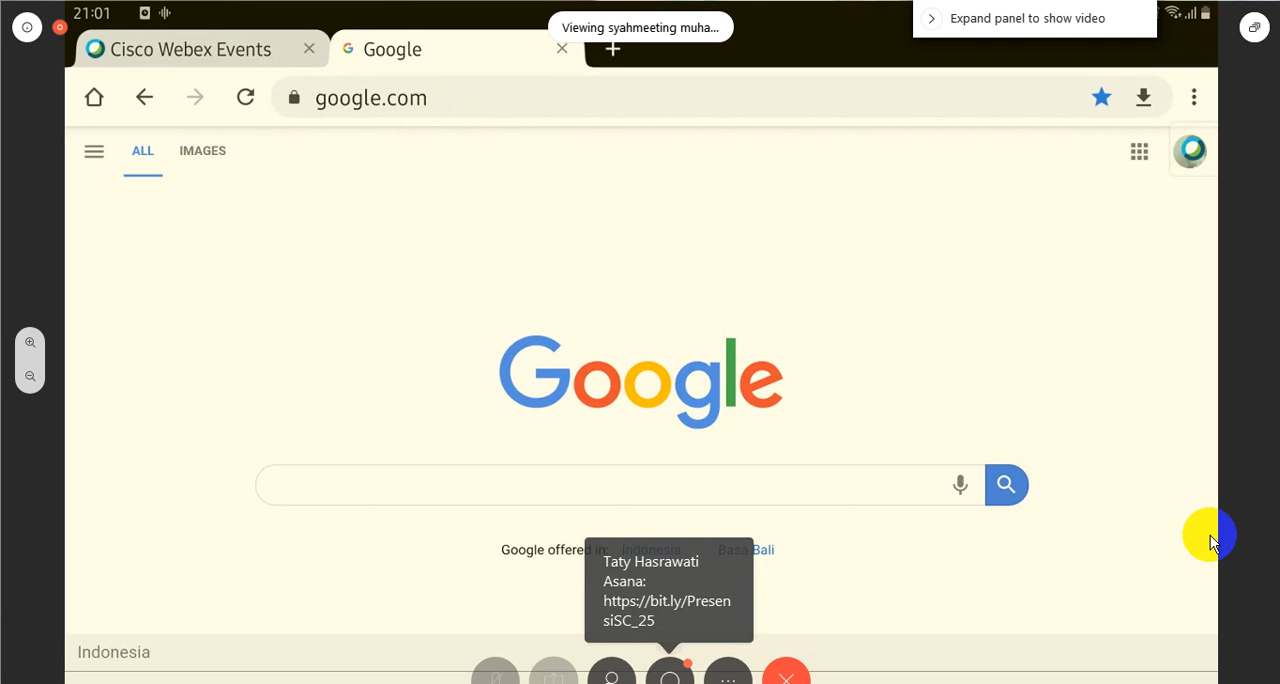 21:01
Viewing syahmeeting muha...
Expand panel to show video
Cisco Webex Events
Google
google.com
ALL
IMAGES
Google
Google offered in: Indonesia Basa Bali
Taty Hasrawati
Asana:
https://bit.ly/Presen
siSC_25
Indonesia